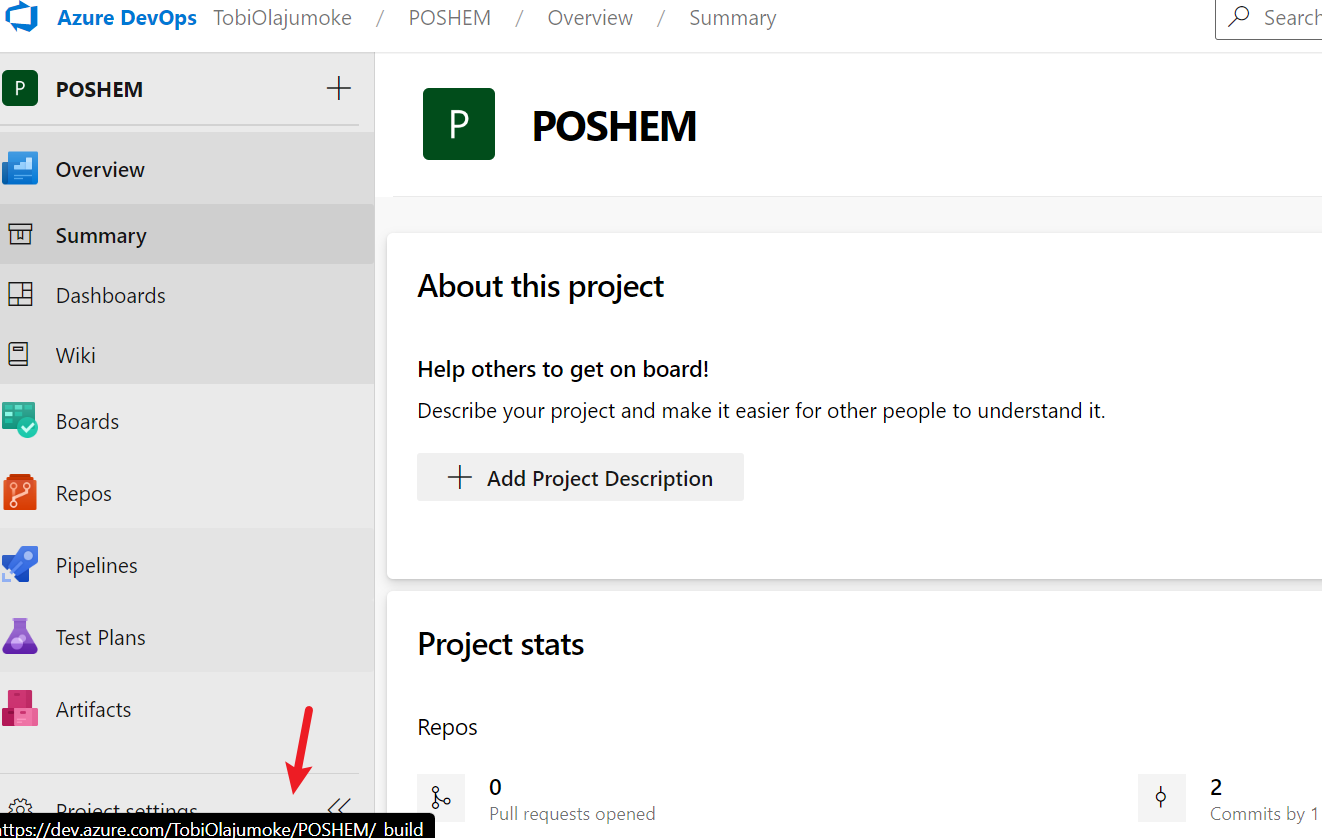 Azure DevOps TobiOlajumoke / POSHEM / Overview / Summary
Search
P POSHEM
Overview
Summary
Dashboards
Wiki
Boards
Repos
Pipelines
Test Plans
Artifacts
Project settings
https://dev.azure.com/TobiOlajumoke/POSHEM/_build
P POSHEM
About this project
Help others to get on board!
Describe your project and make it easier for other people to understand it.
Add Project Description
Project stats
Repos
0
Pull requests opened
2
Commits by 1